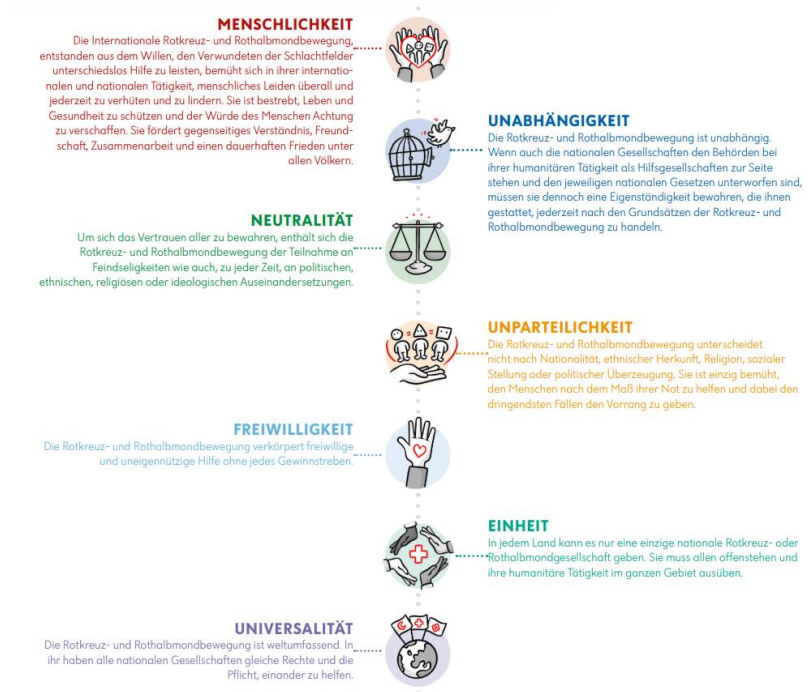 MENSCHLICHKEIT
Die Internationale Rotkreuz- und Rothalbmondbewegung,
entstanden aus dem Willen, den Verwundeten der Schlachtfelder
unterschiedslos Hilfe zu leisten, bemüht sich in ihrer internatio-
nalen und nationalen Tätigkeit, menschliches Leiden überall und
jederzeit zu verhüten und zu lindern. Sie ist bestrebt, Leben und
Gesundheit zu schützen und der Würde des Menschen Achtung
zu verschaffen. Sie fördert gegenseitiges Verständnis, Freund-
schaft, Zusammenarbeit und einen dauerhaften Frieden unter
allen Völkern.
UNABHÄNGIGKEIT
Die Rotkreuz- und Rothalbmondbewegung ist unabhängig.
Wenn auch die nationalen Gesellschaften den Behörden bei
ihrer humanitären Tätigkeit als Hilfsgesellschaften zur Seite
stehen und den jeweiligen nationalen Gesetzen unterworfen sind,
müssen sie dennoch eine Eigenständigkeit bewahren, die ihnen
gestattet, jederzeit nach den Grundsätzen der Rotkreuz- und
Rothalbmondbewegung zu handeln.
NEUTRALITÄT
Um sich das Vertrauen aller zu bewahren, enthält sich die
Rotkreuz- und Rothalbmondbewegung der Teilnahme an
Feindseligkeiten wie auch, zu jeder Zeit, an politischen,
ethnischen, religiösen oder ideologischen Auseinandersetzungen.
UNPARTEILICHKEIT
Die Rotkreuz- und Rothalbmondbewegung unterscheidet
nicht nach Nationalität, ethnischer Herkunft, Religion, sozialer
Stellung oder politischer Überzeugung. Sie ist einzig bemüht,
den Menschen nach dem Maß ihrer Not zu helfen und dabei den
dringendsten Fällen den Vorrang zu geben.
FREIWILLIGKEIT
Die Rotkreuz- und Rothalbmondbewegung verkörpert freiwillige
und uneigennützige Hilfe ohne jedes Gewinnstreben.
EINHEIT
In jedem Land kann es nur eine einzige nationale Rotkreuz- oder
Rothalbmondgesellschaft geben. Sie muss allen offenstehen und
ihre humanitäre Tätigkeit im ganzen Gebiet ausüben.
UNIVERSALITÄT
Die Rotkreuz- und Rothalbmondbewegung ist weltumfassend. In
ihr haben alle nationalen Gesellschaften gleiche Rechte und die
Pflicht, einander zu helfen.